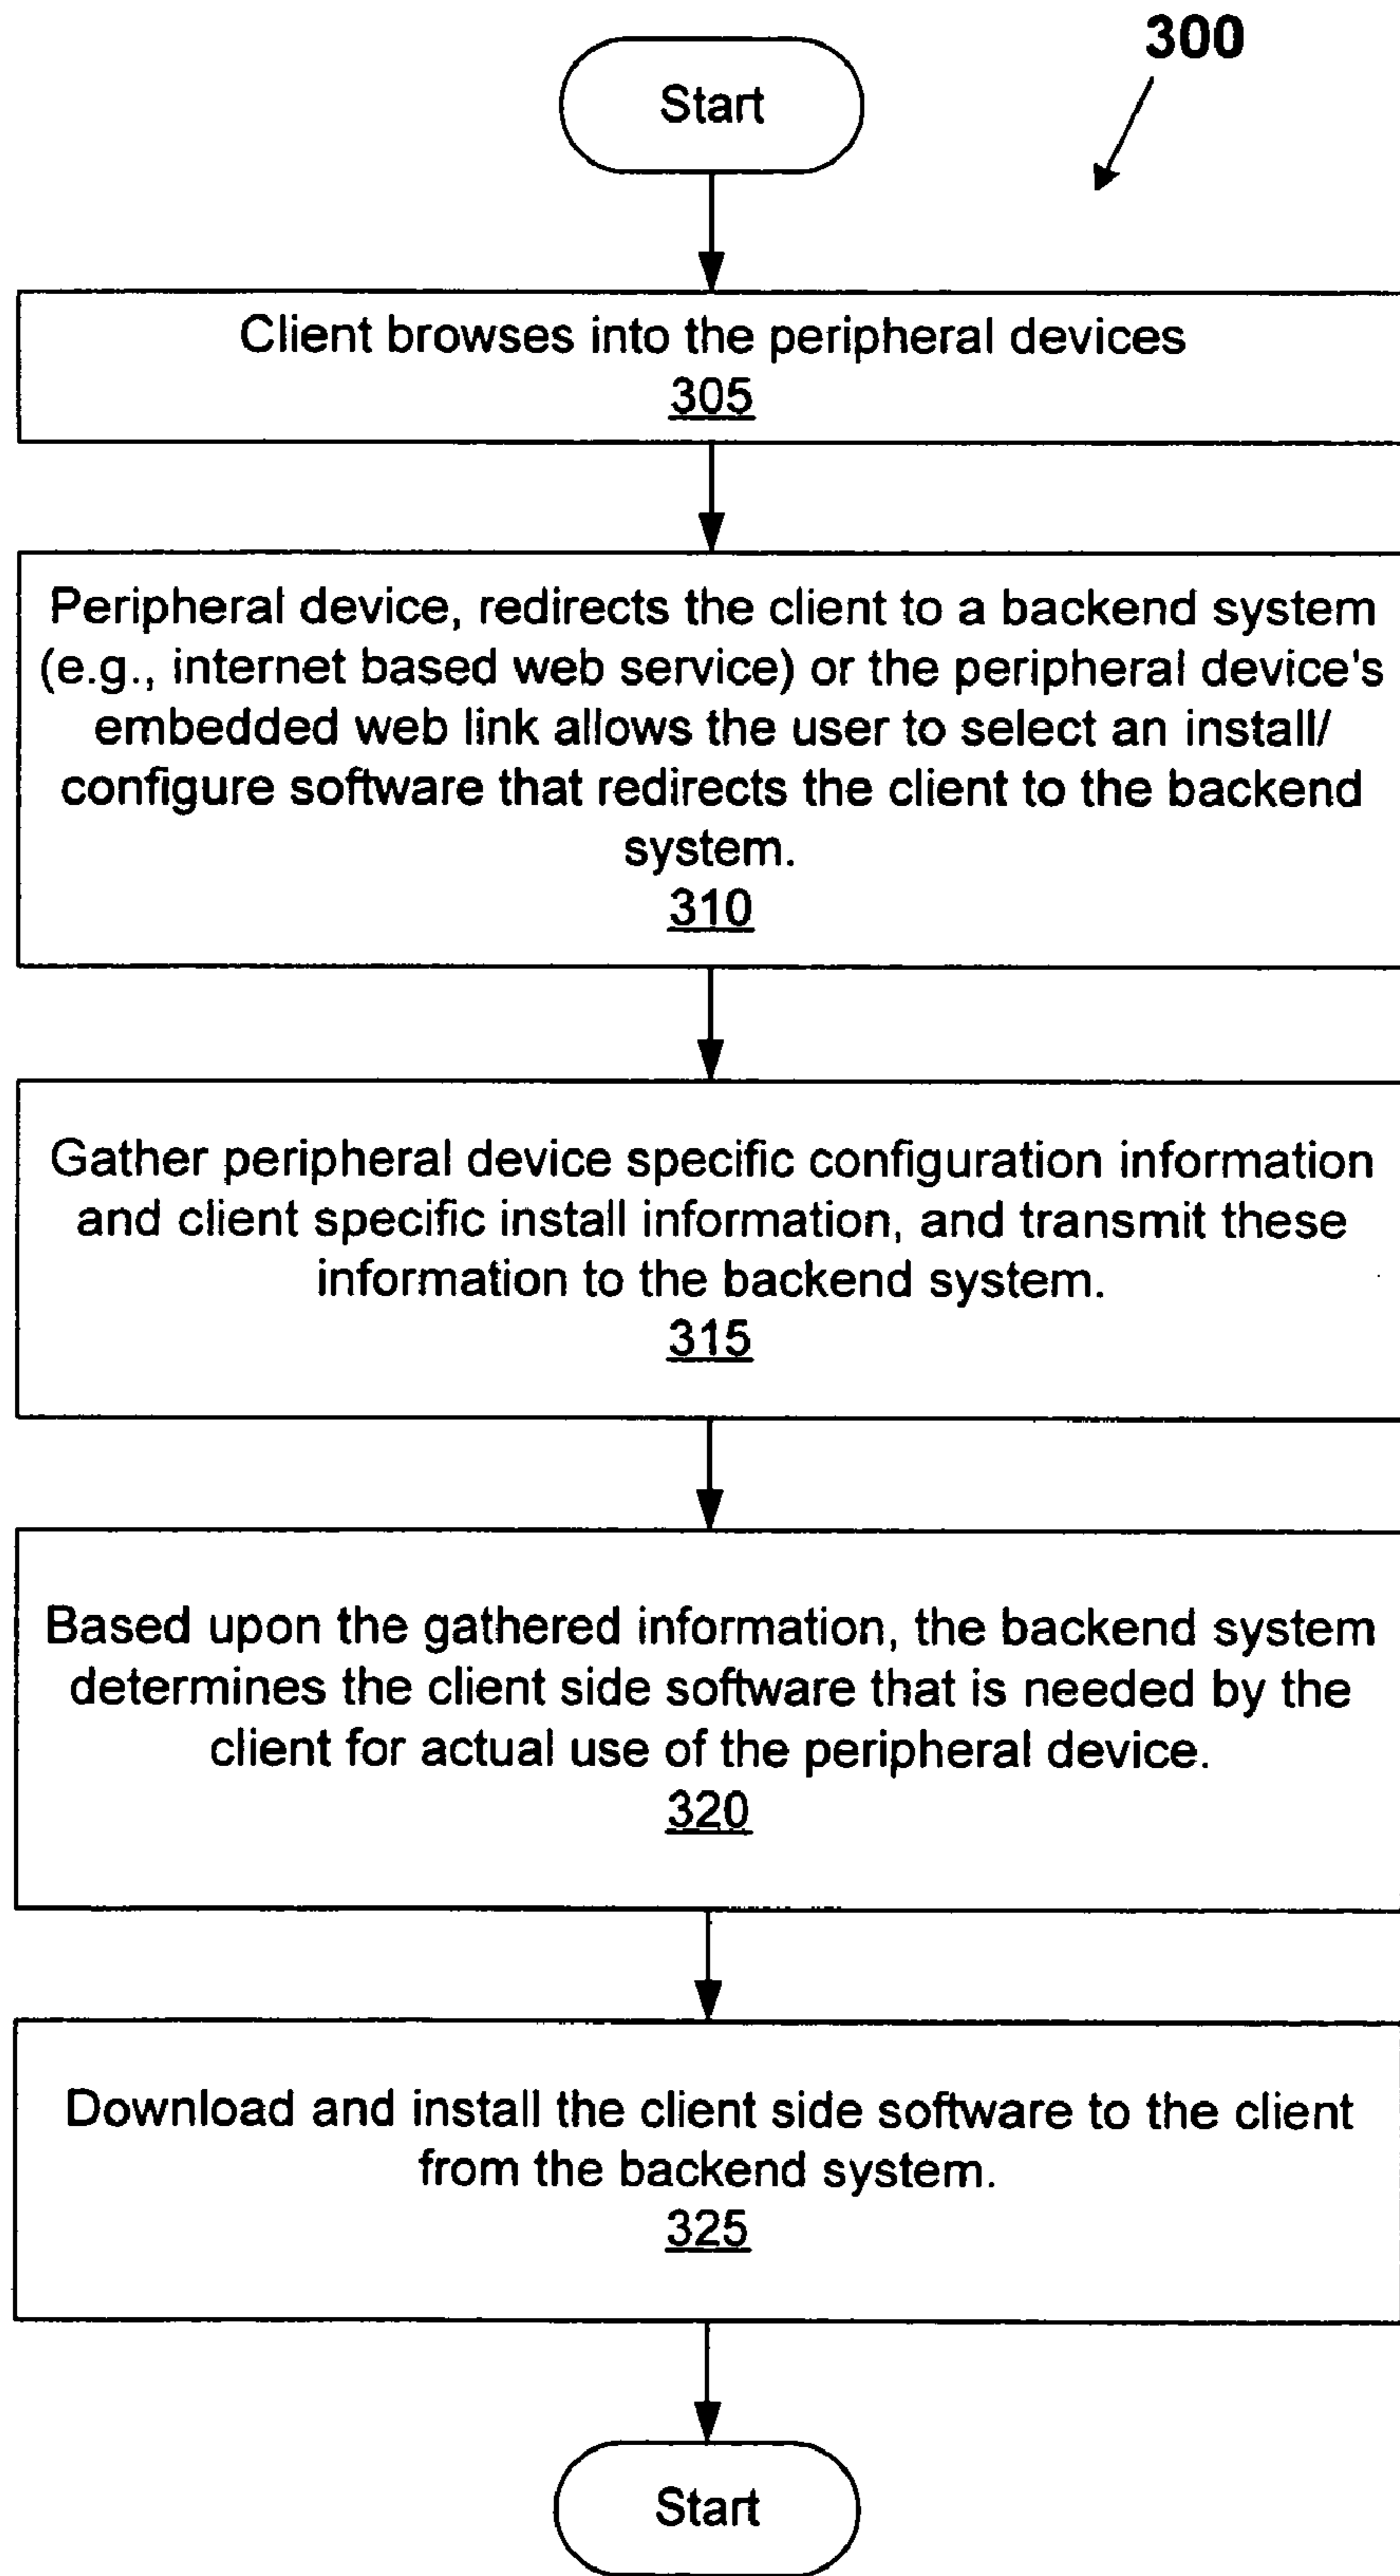 300
Start
Client browses into the peripheral devices
305
Peripheral device, redirects the client to a backend system
(e.g., internet based web service) or the peripheral device's
embedded web link allows the user to select an install/
configure software that redirects the client to the backend
system.
310
Gather peripheral device specific configuration information
and client specific install information, and transmit these
information to the backend system.
315
Based upon the gathered information, the backend system
determines the client side software that is needed by the
client for actual use of the peripheral device.
320
Download and install the client side software to the client
from the backend system.
325
Start